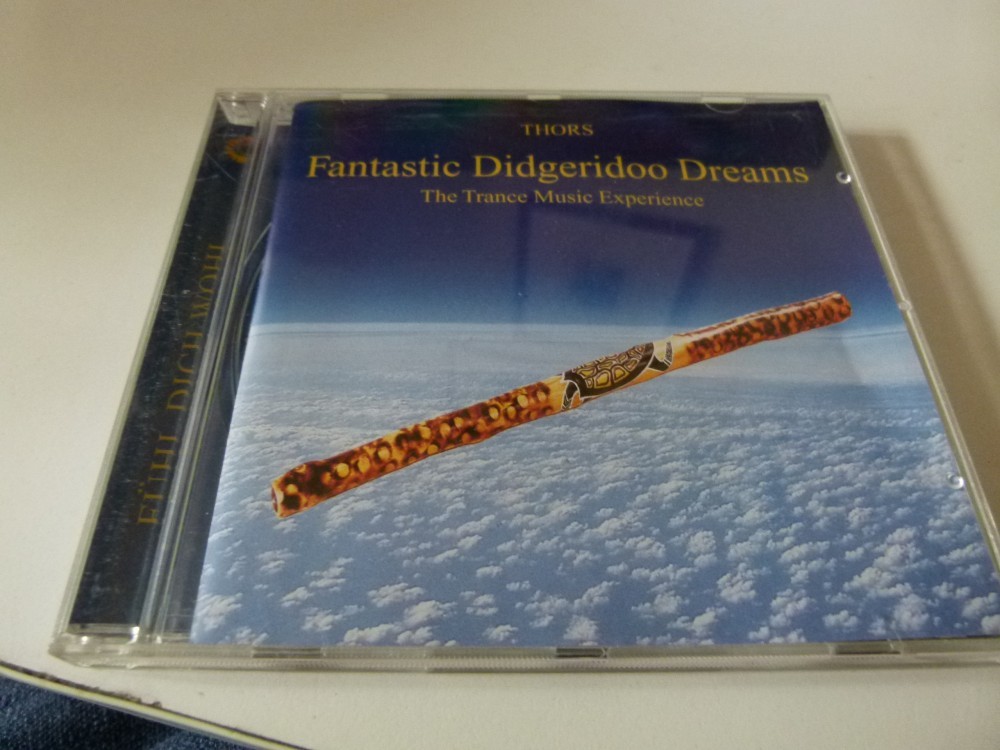 THORS
Fantastic Didgeridoo Dreams
The Trance Music Experience
FÜHL DICH WOHL